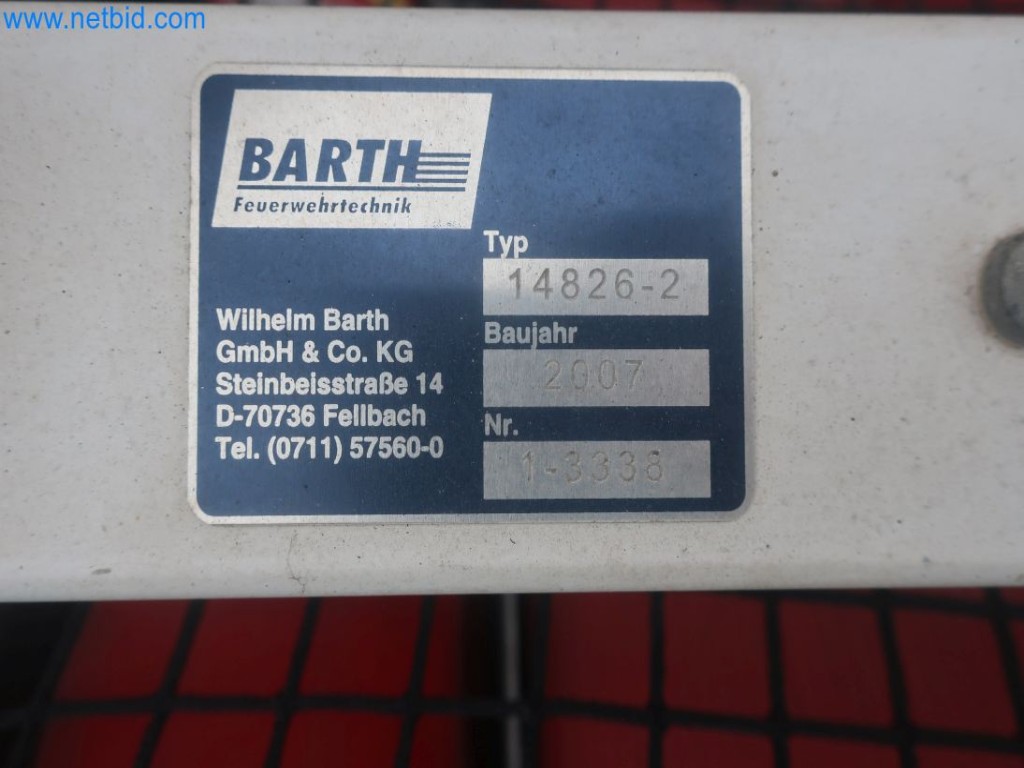 www.netbid.com
BARTH
Feuerwehrtechnik
Wilhelm Barth
GmbH & Co. KG
Steinbeisstraße 14
D-70736 Fellbach
Tel. (0711) 57560-0
Typ
14826-2
Baujahr
2007
Nr.
1-3338